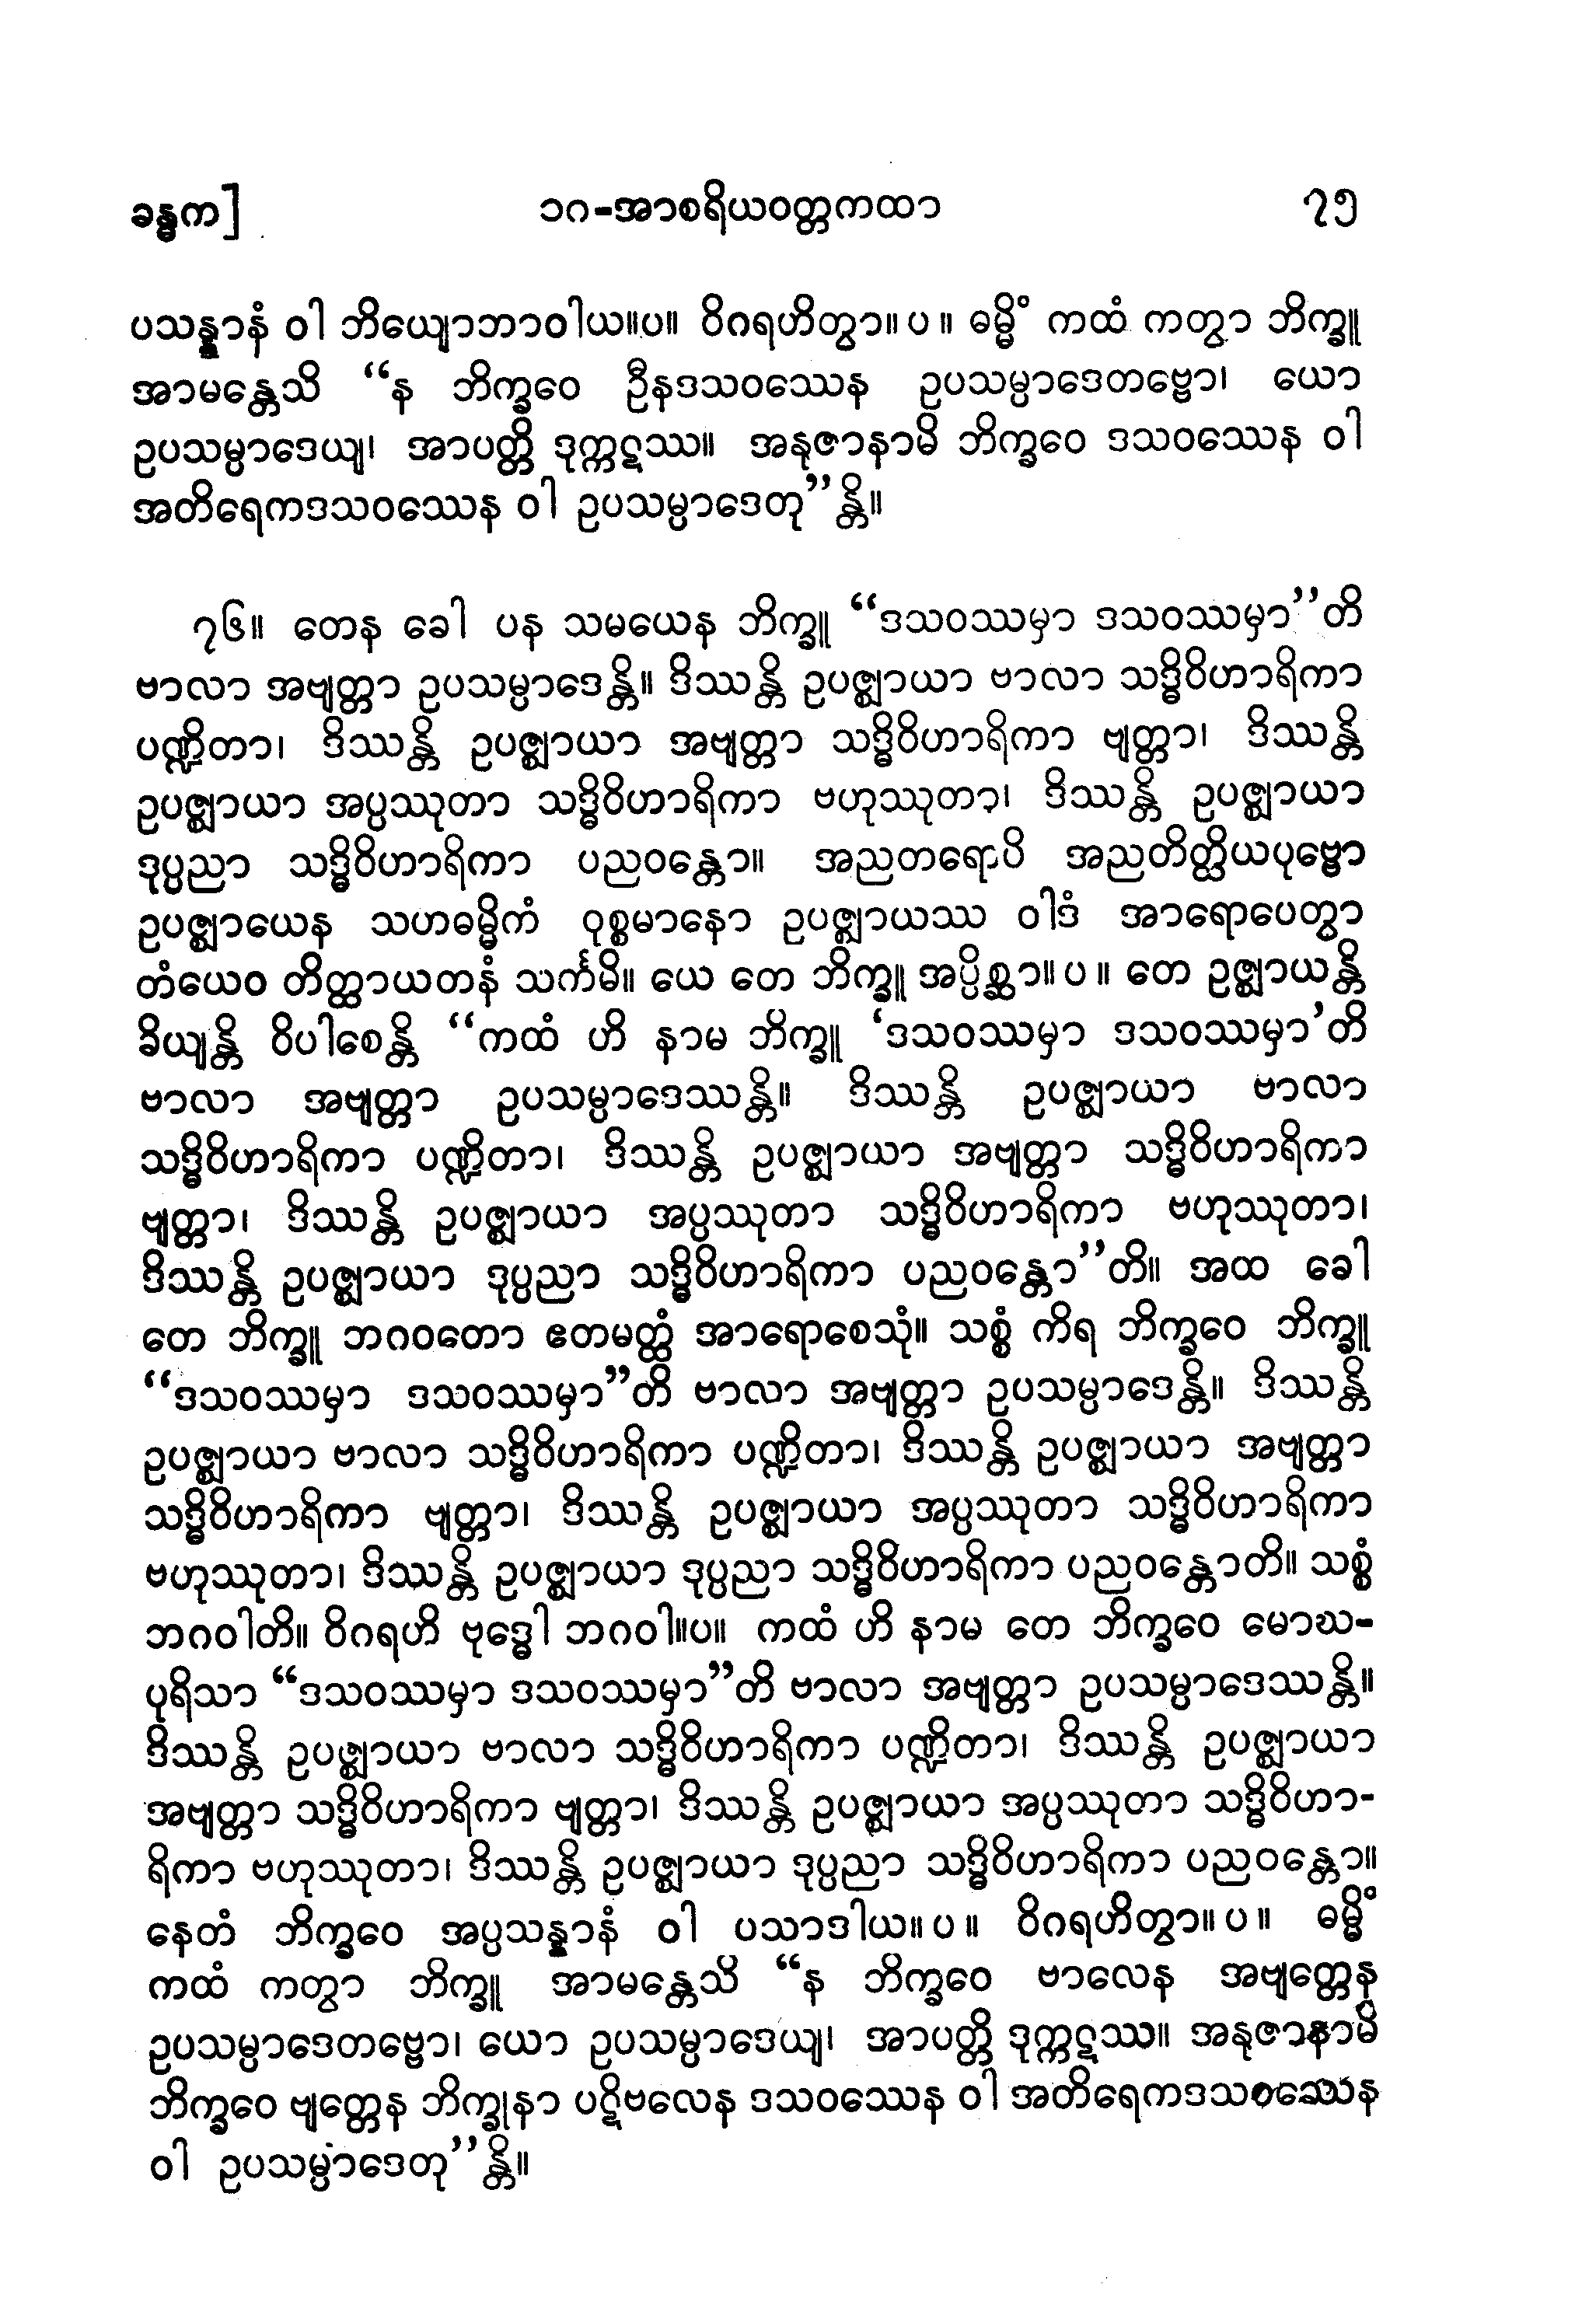 ခန္ဓက]
၁၈-အာစရိယဝတ္တကထာ
၇၅
ပသန္နာနံ ဝါ ဘိယျောဘာဝါယ။ပ။ ဝိဂရဟိတွာ။ပ။ ဓမ္မိံ ကထံ ကတွာ ဘိက္ခူ
အာမန္တေသိ “န ဘိက္ခဝေ ဦနဒသဝဿေန ဥပသမ္ပာဒေတဗ္ဗော၊ ယော
ဥပသမ္ပာဒေယျ၊ အာပတ္တိ ဒုက္ကဋဿ။ အနုဇာနာမိ ဘိက္ခဝေ ဒသဝဿေန ဝါ
အတိရေကဒသဝဿေန ဝါ ဥပသမ္ပာဒေတု”န္တိ။
၇၆။ တေန ခေါ ပန သမယေန ဘိက္ခူ “ဒသဝဿမှာ ဒသဝဿမှာ”တိ
ဗာလာ အဗျတ္တာ ဥပသမ္ပာဒေန္တိ။ ဒိဿန္တိ ဥပဇ္ဈာယာ ဗာလာ သဒ္ဓိဝိဟာရိကာ
ပဏ္ဍိတာ၊ ဒိဿန္တိ ဥပဇ္ဈာယာ အဗျတ္တာ သဒ္ဓိဝိဟာရိကာ ဗျတ္တာ၊ ဒိဿန္တိ
ဥပဇ္ဈာယာ အပ္ပဿုတာ သဒ္ဓိဝိဟာရိကာ ဗဟုဿုတာ၊ ဒိဿန္တိ ဥပဇ္ဈာယာ
ဒုပ္ပညာ သဒ္ဓိဝိဟာရိကာ ပညဝန္တော။ အညတရောပိ အညတိတ္ထိယပုဗ္ဗော
ဥပဇ္ဈာယေန သဟဓမ္မိကံ ဝုစ္စမာနော ဥပဇ္ဈာယဿ ဝါဒံ အာရောပေတွာ
တံယေဝ တိတ္ထာယတနံ သင်္ကမိ။ ယေ တေ ဘိက္ခူ အပ္ပိစ္ဆာ။ပ။ တေ ဥဇ္ဈာယန္တိ
ခိယျန္တိ ဝိပါစေန္တိ “ကထံ ဟိ နာမ ဘိက္ခူ ‘ဒသဝဿမှာ ဒသဝဿမှာ’တိ
ဗာလာ အဗျတ္တာ ဥပသမ္ပာဒေဿန္တိ။ ဒိဿန္တိ ဥပဇ္ဈာယာ ဗာလာ
သဒ္ဓိဝိဟာရိကာ ပဏ္ဍိတာ၊ ဒိဿန္တိ ဥပဇ္ဈာယာ အဗျတ္တာ သဒ္ဓိဝိဟာရိကာ
ဗျတ္တာ၊ ဒိဿန္တိ ဥပဇ္ဈာယာ အပ္ပဿုတာ သဒ္ဓိဝိဟာရိကာ ဗဟုဿုတာ၊
ဒိဿန္တိ ဥပဇ္ဈာယာ ဒုပ္ပညာ သဒ္ဓိဝိဟာရိကာ ပညဝန္တော”တိ။ အထ ခေါ
တေ ဘိက္ခူ ဘဂဝတော ဧတမတ္ထံ အာရောစေသုံ။ သစ္စံ ကိရ ဘိက္ခဝေ ဘိက္ခူ
“ဒသဝဿမှာ ဒသဝဿမှာ”တိ ဗာလာ အဗျတ္တာ ဥပသမ္ပာဒေန္တိ။ ဒိဿန္တိ
ဥပဇ္ဈာယာ ဗာလာ သဒ္ဓိဝိဟာရိကာ ပဏ္ဍိတာ၊ ဒိဿန္တိ ဥပဇ္ဈာယာ အဗျတ္တာ
သဒ္ဓိဝိဟာရိကာ ဗျတ္တာ၊ ဒိဿန္တိ ဥပဇ္ဈာယာ အပ္ပဿုတာ သဒ္ဓိဝိဟာရိကာ
ဗဟုဿုတာ၊ ဒိဿန္တိ ဥပဇ္ဈာယာ ဒုပ္ပညာ သဒ္ဓိဝိဟာရိကာ ပညဝန္တောတိ။ သစ္စံ
ဘဂဝါတိ။ ဝိဂရဟိ ဗုဒ္ဓေါ ဘဂဝါ။ပ။ ကထံ ဟိ နာမ တေ ဘိက္ခဝေ မောဃ-
ပုရိသာ “ဒသဝဿမှာ ဒသဝဿမှာ”တိ ဗာလာ အဗျတ္တာ ဥပသမ္ပာဒေဿန္တိ။
ဒိဿန္တိ ဥပဇ္ဈာယာ ဗာလာ သဒ္ဓိဝိဟာရိကာ ပဏ္ဍိတာ၊ ဒိဿန္တိ ဥပဇ္ဈာယာ
အဗျတ္တာ သဒ္ဓိဝိဟာရိကာ ဗျတ္တာ၊ ဒိဿန္တိ ဥပဇ္ဈာယာ အပ္ပဿုတာ သဒ္ဓိဝိဟာ-
ရိကာ ဗဟုဿုတာ၊ ဒိဿန္တိ ဥပဇ္ဈာယာ ဒုပ္ပညာ သဒ္ဓိဝိဟာရိကာ ပညဝန္တော။
နေတံ ဘိက္ခဝေ အပ္ပသန္နာနံ ဝါ ပသာဒါယ။ပ။ ဝိဂရဟိတွာ။ပ။ ဓမ္မိံ
ကထံ ကတွာ ဘိက္ခူ အာမန္တေသိ “န ဘိက္ခဝေ ဗာလေန အဗျတ္တေန
ဥပသမ္ပာဒေတဗ္ဗော၊ ယော ဥပသမ္ပာဒေယျ၊ အာပတ္တိ ဒုက္ကဋဿ။ အနုဇာနာမိ
ဘိက္ခဝေ ဗျတ္တေန ဘိက္ခုနာ ပဋိဗလေန ဒသဝဿေန ဝါ အတိရေကဒသဝဿေန
ဝါ ဥပသမ္ပာဒေတု”န္တိ။